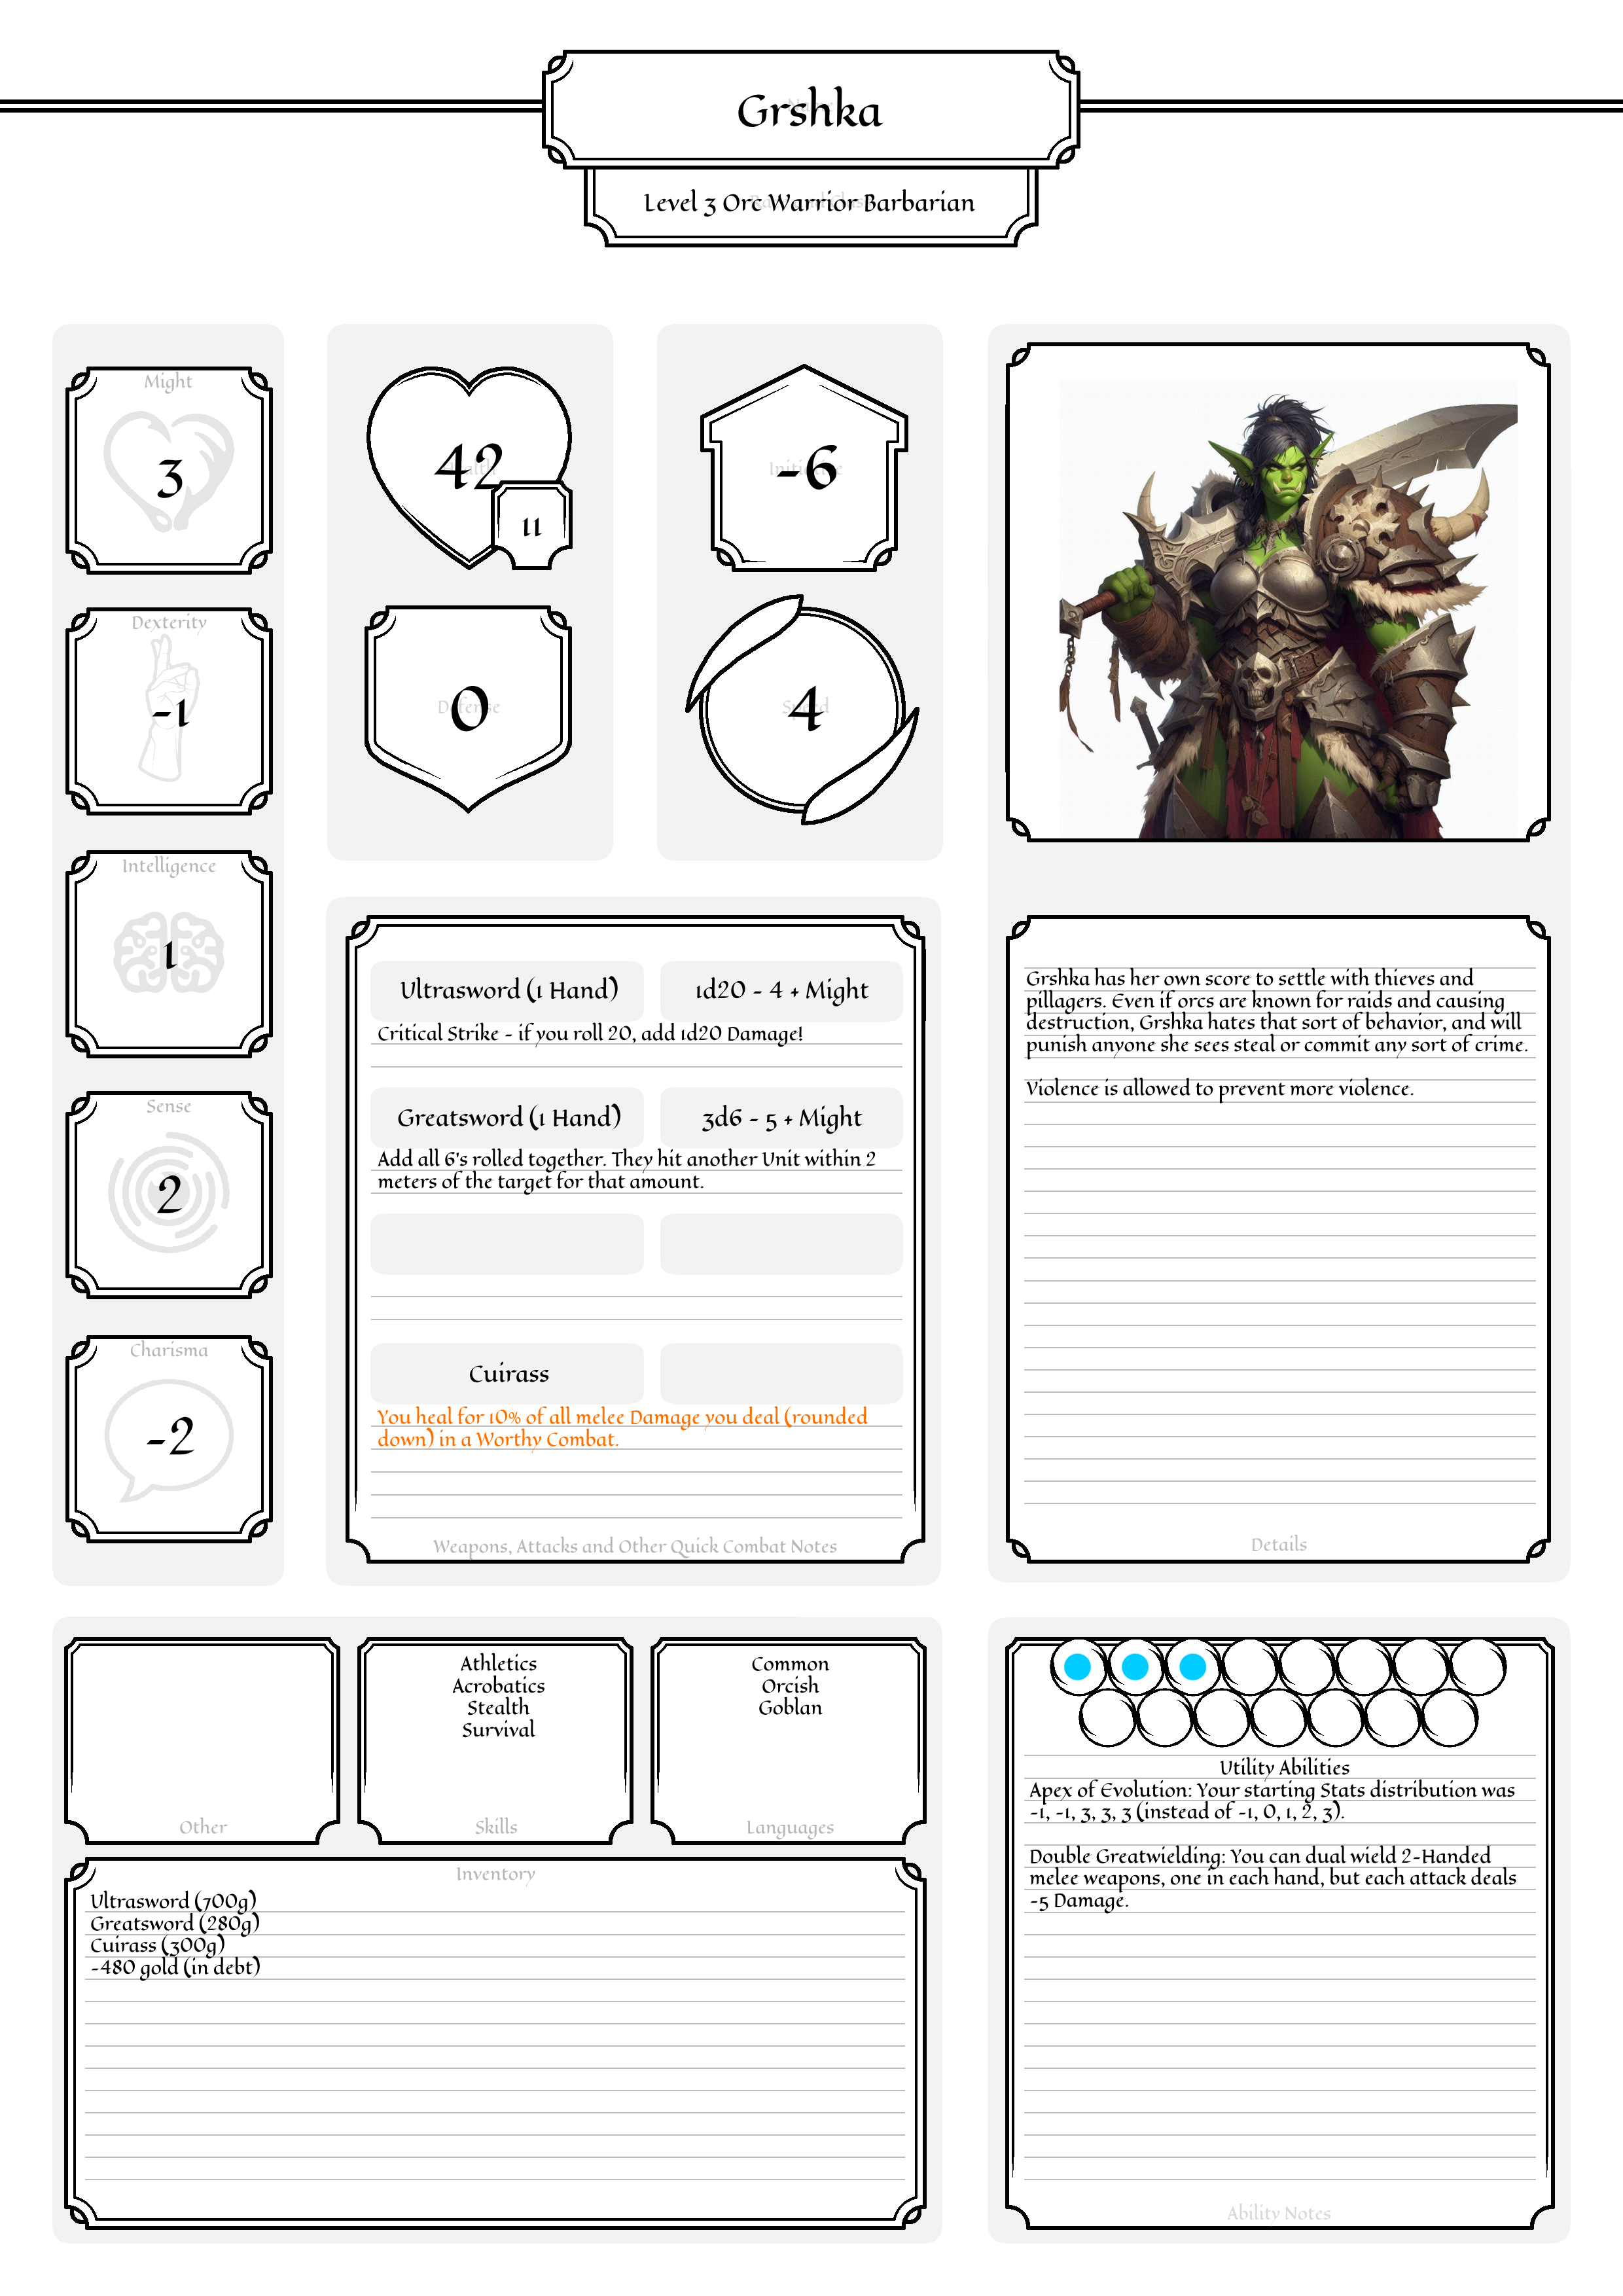 Grshka
Level 3 Orc Warrior Barbarian
Might
3
Dexterity
-1
Intelligence
1
Sense
2
Charisma
-2
42
11
0
Defense
-6
4
Ultrasword (1 Hand)
1d20 - 4 + Might
Critical Strike - if you roll 20, add 1d20 Damage!
Greatsword (1 Hand)
3d6 - 5 + Might
Add all 6's rolled together. They hit another Unit within 2
meters of the target for that amount.
Cuirass
You heal for 10% of all melee Damage you deal (rounded
down) in a Worthy Combat.
Weapons, Attacks and Other Quick Combat Notes
Grshka has her own score to settle with thieves and
pillagers. Even if orcs are known for raids and causing
destruction, Grshka hates that sort of behavior, and will
punish anyone she sees steal or commit any sort of crime.
Violence is allowed to prevent more violence.
Details
Other
Athletics
Acrobatics
Stealth
Survival
Skills
Common
Orcish
Goblan
Languages
Inventory
Ultrasword (700g)
Greatsword (280g)
Cuirass (300g)
-480 gold (in debt)
Utility Abilities
Apex of Evolution: Your starting Stats distribution was
-1, -1, 3, 3, 3 (instead of -1, 0, 1, 2, 3).
Double Greatwielding: You can dual wield 2-Handed
melee weapons, one in each hand, but each attack deals
-5 Damage.
Ability Notes